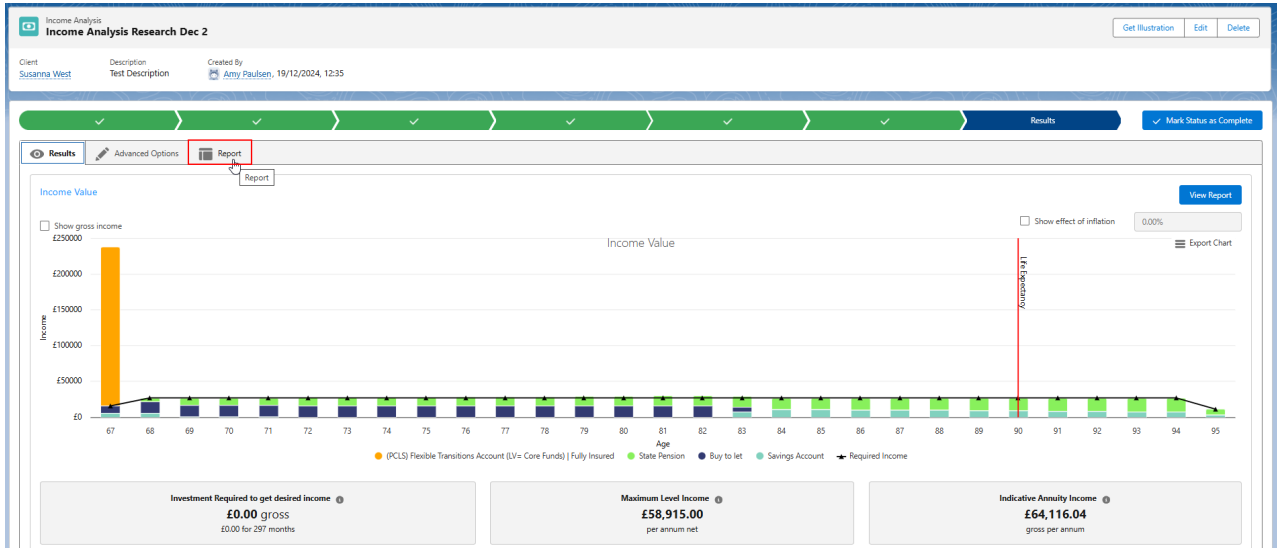 Income Analysis
Income Analysis Research Dec 2
Get Illustration Edit Delete
Client Description Created By
Susanna West Test Description Amy Paulsen, 19/12/2024, 12:35
Results
Mark Status as Complete
Results Advanced Options Report
Report
Income Value
View Report
Show gross income
Show effect of inflation 0.00%
Income Value
Export Chart
£250000
£200000
£150000
£100000
£50000
£0
Income
Life Expectancy
67 68 69 70 71 72 73 74 75 76 77 78 79 80 81 82 83 84 85 86 87 88 89 90 91 92 93 94 95
Age
(PCLS) Flexible Transitions Account (LV= Core Funds) | Fully Insured State Pension Buy to let Savings Account Required Income
Investment Required to get desired income
£0.00 gross
£0.00 for 297 months
Maximum Level Income
£58,915.00
per annum net
Indicative Annuity Income
£64,116.04
gross per annum